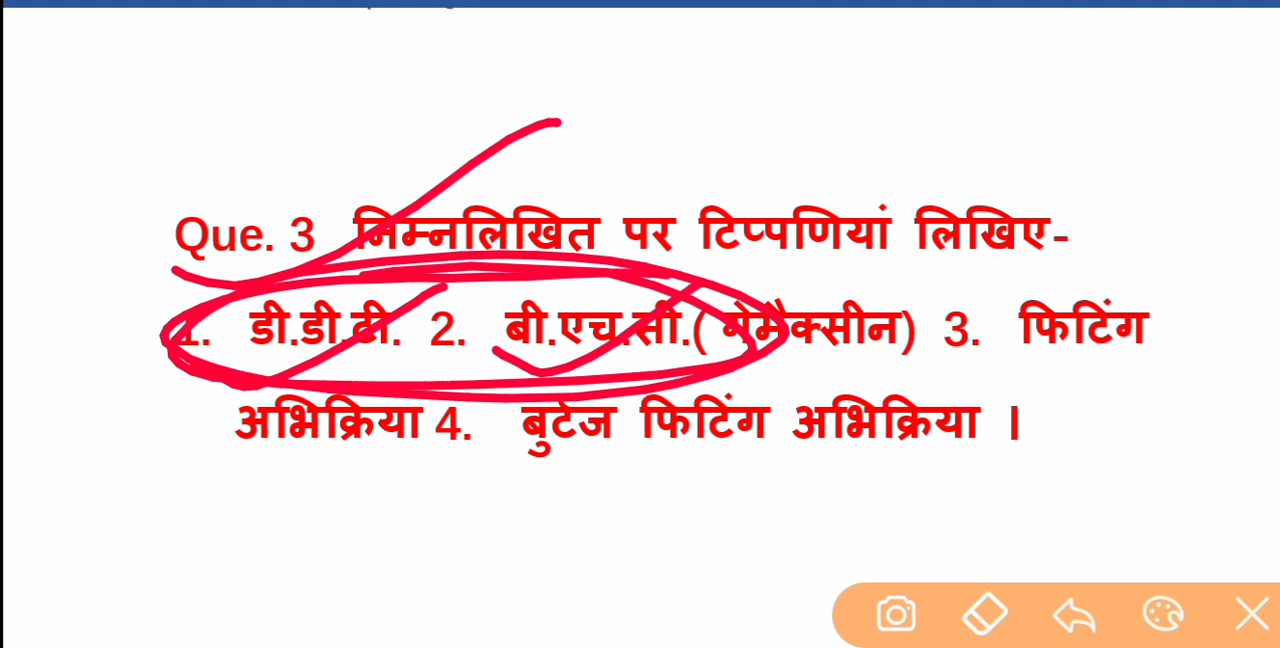 Que. 3 निम्नलिखित पर टिप्पणियां लिखिए-
1. डी.डी.टी. 2. बी.एच.सी.( गेमैक्सीन) 3. फिटिंग
अभिक्रिया 4. बुटेज फिटिंग अभिक्रिया ।